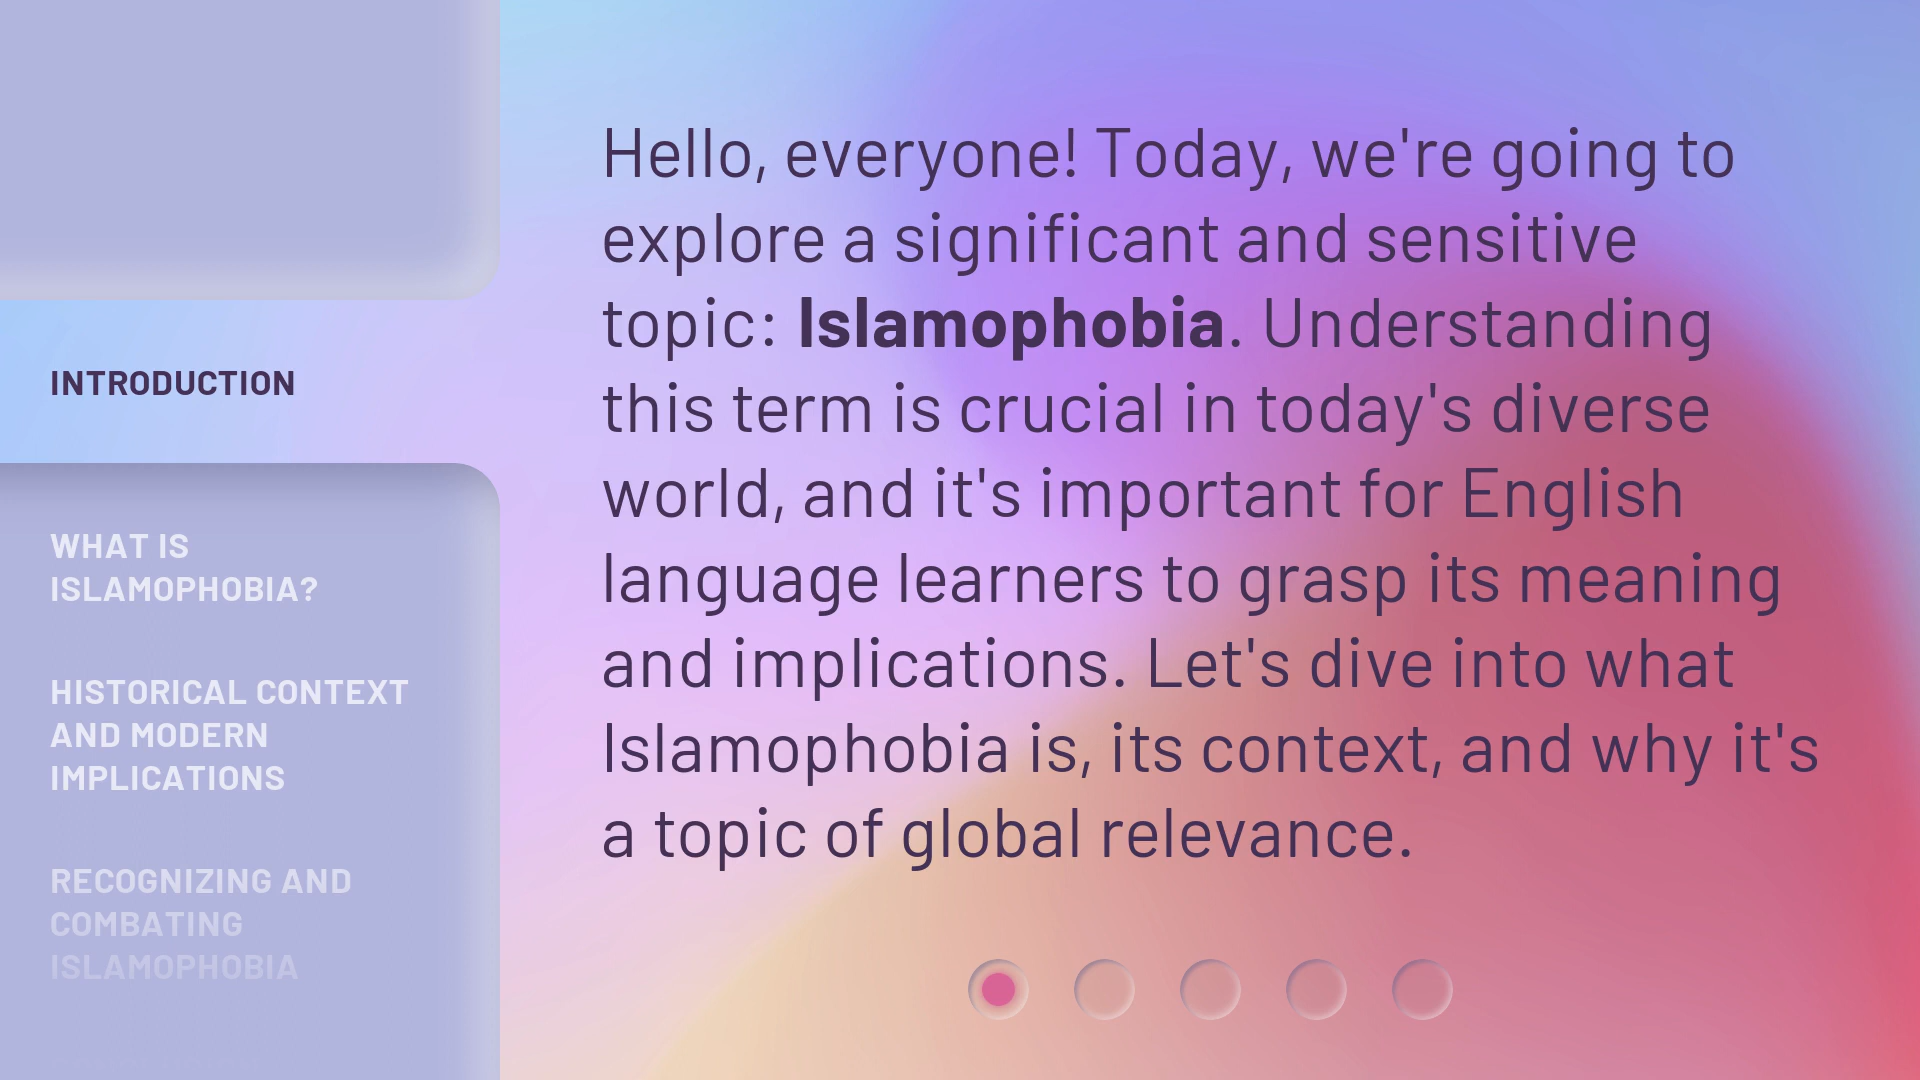 INTRODUCTION
WHAT IS
ISLAMOPHOBIA?
HISTORICAL CONTEXT
AND MODERN
IMPLICATIONS
RECOGNIZING AND
COMBATING
ISLAMOPHOBIA
Hello, everyone! Today, we're going to
explore a significant and sensitive
topic: Islamophobia. Understanding
this term is crucial in today's diverse
world, and it's important for English
language learners to grasp its meaning
and implications. Let's dive into what
Islamophobia is, its context, and why it's
a topic of global relevance.